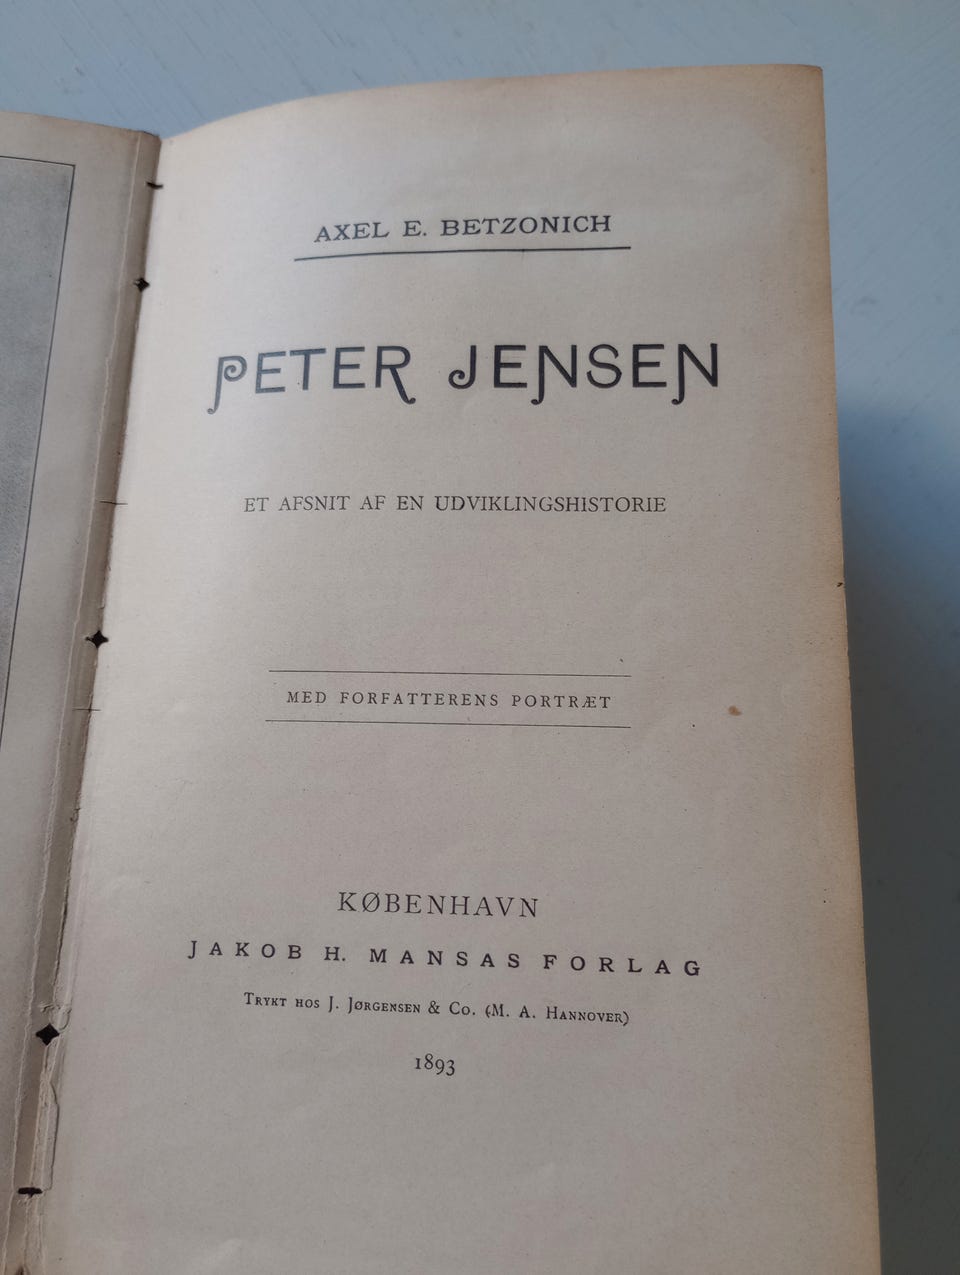 AXEL E. BETZONICH
PETER JENSEN
ET AFSNIT AF EN UDVIKLINGSHISTORIE
MED FORFATTERENS PORTRÆT
KØBENHAVN
JAKOB H. MANSAS FORLAG
TRYKT HOS J. JØRGENSEN & CO. (M. A. HANNOVER)
1893